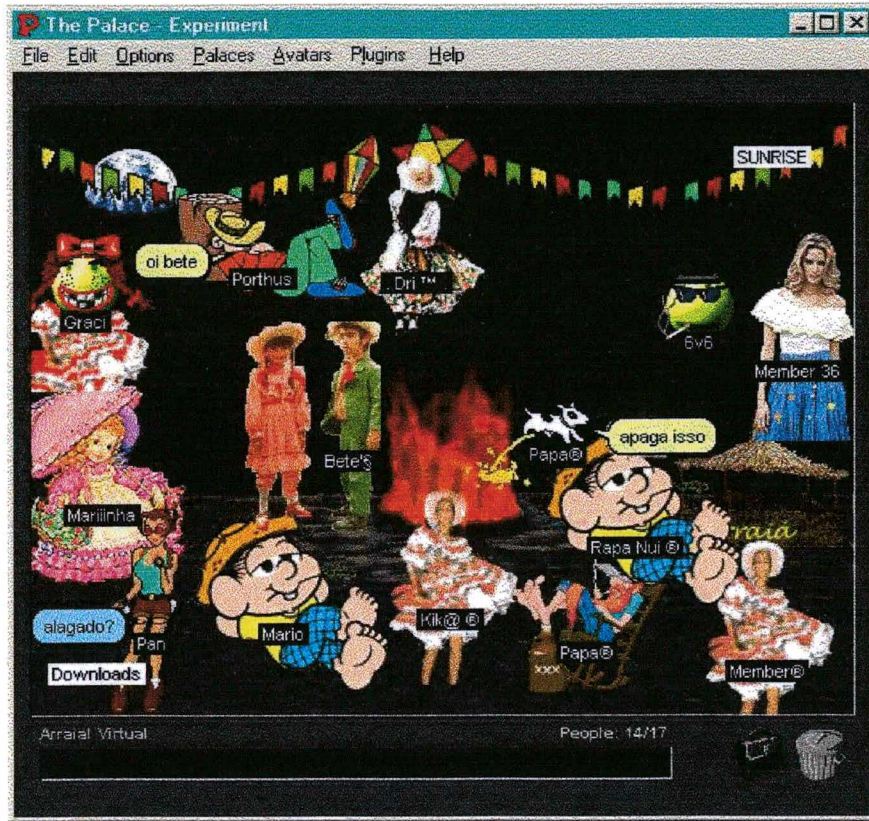 The Palace - Experiment
File Edit Options Palaces Avatars Plugins Help
SUNRISE
oi bete
Porthus
Dri ™
Graci
6v6
Member 36
apaga isso
Bete's
Papa®
Mariiinha
raiá
Rapa Nui ®
alagado?
Pan
Mario
Kik@ ®
Papa®
xxx
Member®
Downloads
Arraial Virtual
People: 14/17